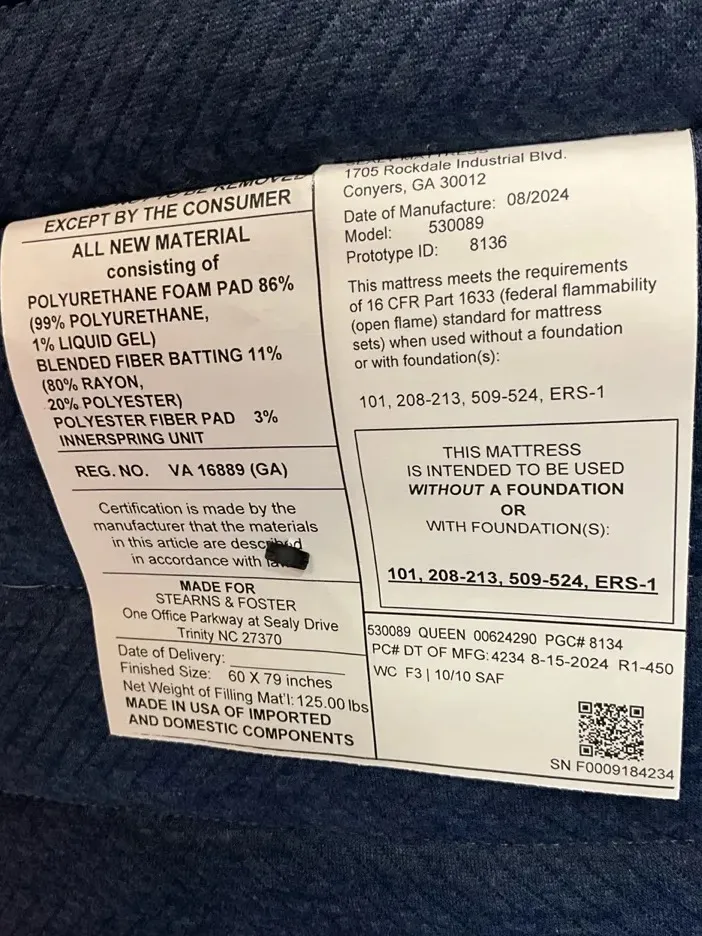 NOT TO BE REMOVED
EXCEPT BY THE CONSUMER
ALL NEW MATERIAL
consisting of
POLYURETHANE FOAM PAD 86%
(99% POLYURETHANE,
1% LIQUID GEL)
BLENDED FIBER BATTING 11%
(80% RAYON,
20% POLYESTER)
POLYESTER FIBER PAD 3%
INNERSPRING UNIT
REG. NO. VA 16889 (GA)
Certification is made by the
manufacturer that the materials
in this article are described
in accordance with
MADE FOR
STEARNS & FOSTER
One Office Parkway at Sealy Drive
Trinity NC 27370
Date of Delivery:
Finished Size: 60 X 79 inches
Net Weight of Filling Mat'l: 125.00 lbs
MADE IN USA OF IMPORTED
AND DOMESTIC COMPONENTS
1705 Rockdale Industrial Blvd.
Conyers, GA 30012
Date of Manufacture: 08/2024
Model: 530089
Prototype ID: 8136
This mattress meets the requirements
of 16 CFR Part 1633 (federal flammability
(open flame) standard for mattress
sets) when used without a foundation
or with foundation(s):
101, 208-213, 509-524, ERS-1
THIS MATTRESS
IS INTENDED TO BE USED
WITHOUT A FOUNDATION
OR
WITH FOUNDATION(S):
101, 208-213, 509-524, ERS-1
530089 QUEEN 00624290 PGC# 8134
PC# DT OF MFG: 4234 8-15-2024 R1-450
WC F3 | 10/10 SAF
SN F0009184234